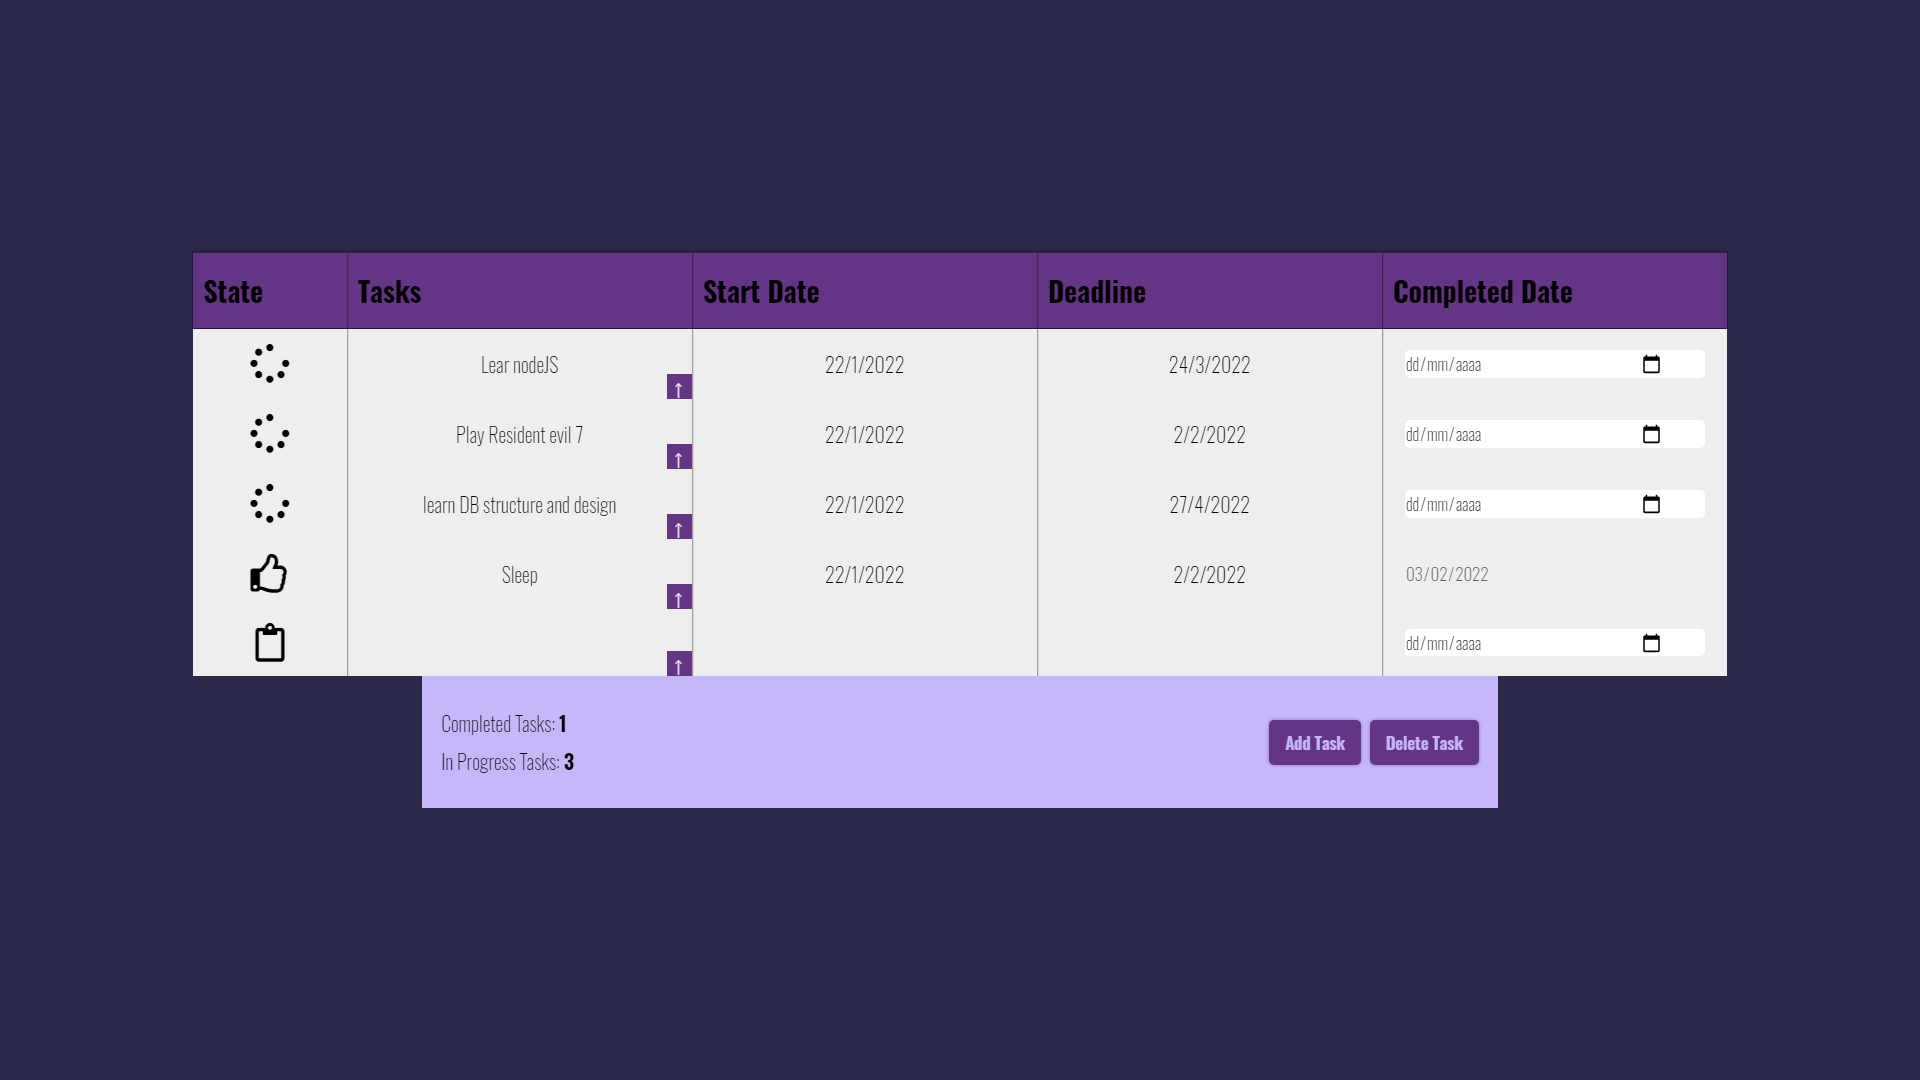 State Tasks Start Date Deadline Completed Date
Lear nodeJS 22/1/2022 24/3/2022 dd/mm/aaaa
↑
Play Resident evil 7 22/1/2022 2/2/2022 dd/mm/aaaa
↑
learn DB structure and design 22/1/2022 27/4/2022 dd/mm/aaaa
↑
Sleep 22/1/2022 2/2/2022 03/02/2022
↑
dd/mm/aaaa
↑
Completed Tasks: 1
In Progress Tasks: 3
Add Task Delete Task